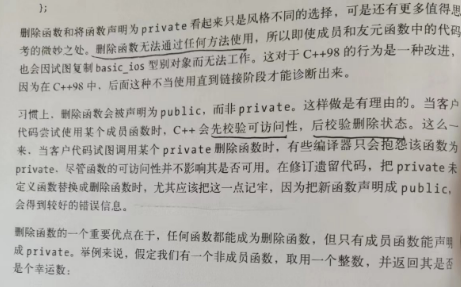 };
删除函数和将函数声明为private看起来只是风格不同的选择，可是还有更多值得思
考的微妙之处。删除函数无法通过任何方法使用，所以即使成员和友元函数中的代码
也会因试图复制basic_ios型别对象而无法工作。这对于C++98的行为是一种改进，
因为在C++98中，后面这种不当使用直到链接阶段才能诊断出来。
习惯上，删除函数会被声明为public，而非private。这样做是有理由的。当客户
代码尝试使用某个成员函数时，C++会先校验可访问性，后校验删除状态。这么一
来，当客户代码试图调用某个private删除函数时，有些编译器只会抱怨该函数为
private，尽管函数的可访问性并不影响其是否可用。在修订遗留代码，把private未
定义函数替换成删除函数时，尤其应该把这一点记牢，因为把新函数声明成public，
会得到较好的错误信息。
删除函数的一个重要优点在于，任何函数都能成为删除函数，但只有成员函数能声明
成private。举例来说，假定我们有一个非成员函数，取用一个整数，并返回其是否
是个幸运数：